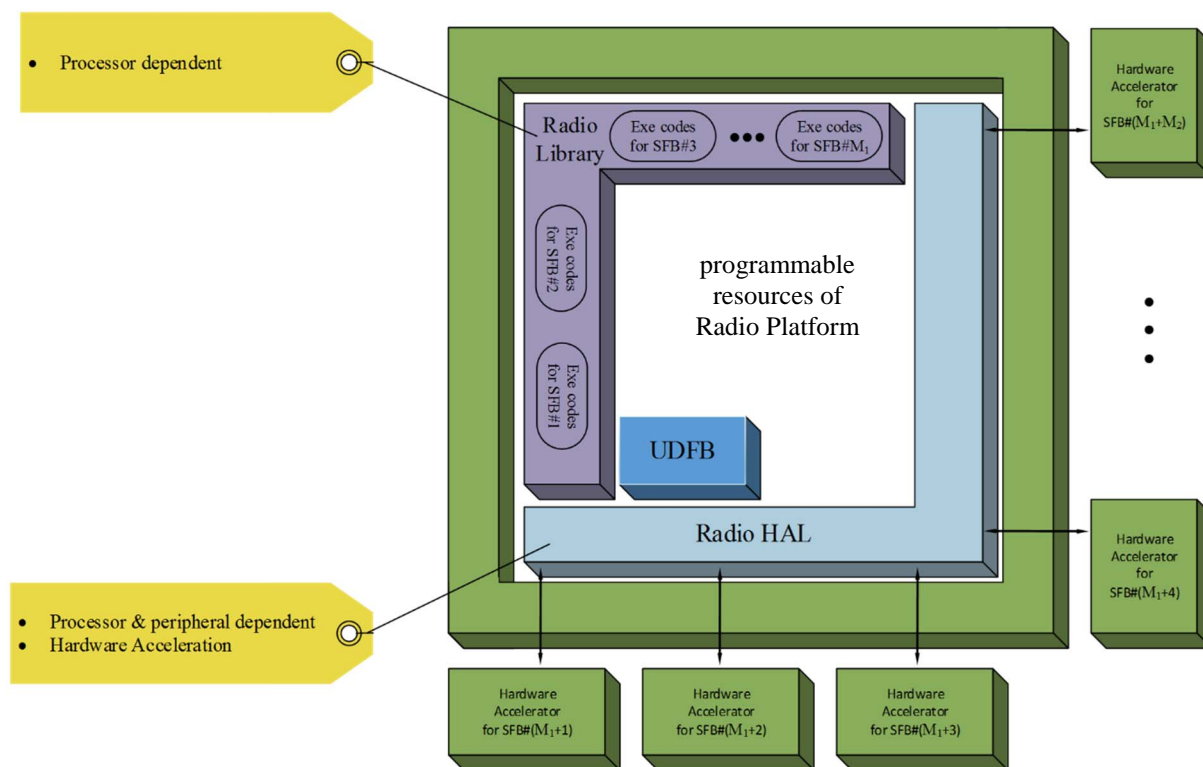 • Processor dependent
Radio
Library
Exe codes
for SFB#3
•••
Exe codes
for SFB#M₁
Exe codes
for SFB#2
Exe codes
for SFB#1
programmable
resources of
Radio Platform
UDFB
Radio HAL
• Processor & peripheral dependent
• Hardware Acceleration
Hardware
Accelerator
for
SFB#(M₁+M₂)
Hardware
Accelerator
for
SFB#(M₁+4)
Hardware
Accelerator
for SFB#(M₁+1)
Hardware
Accelerator
for SFB#(M₁+2)
Hardware
Accelerator
for SFB#(M₁+3)